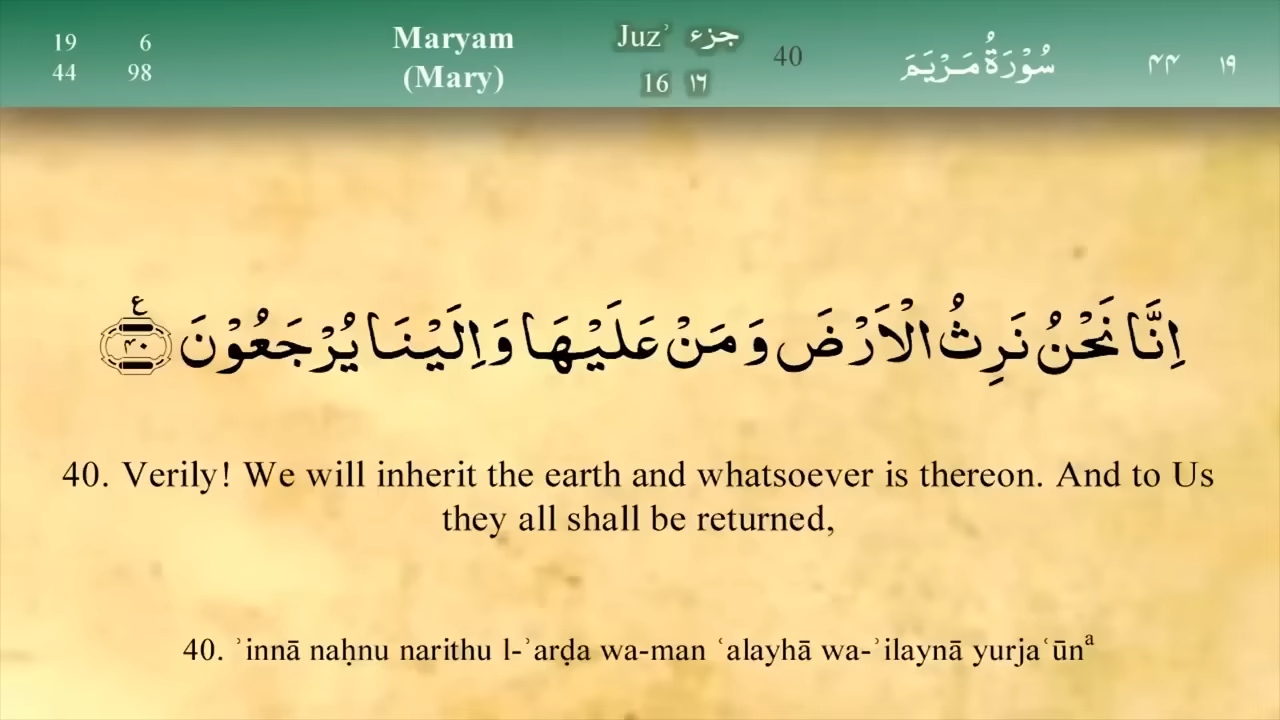 19 6
44 98
Maryam
(Mary)
Juzʾ جزء
16 ١٦
40
سُوْرَةُ مَرْيَمَ
۴۴ ١٩
اِنَّا نَحْنُ نَرِثُ الْاَرْضَ وَمَنْ عَلَيْهَا وَاِلَيْنَا يُرْجَعُوْنَ ۴۰ ع
40. Verily! We will inherit the earth and whatsoever is thereon. And to Us
they all shall be returned,
40. ʾinnā naḥnu narithu l-ʾarḍa wa-man ʿalayhā wa-ʾilaynā yurjaʿūnᵃ